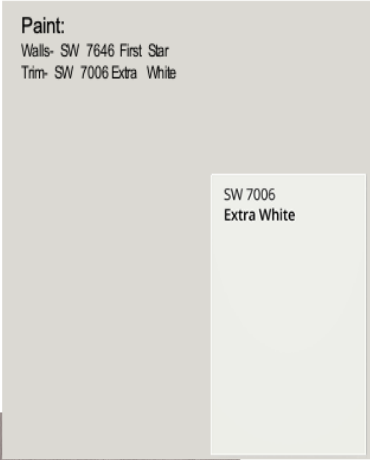 Paint:
Walls- SW 7646 First Star
Trim- SW 7006 Extra White
SW 7006
Extra White